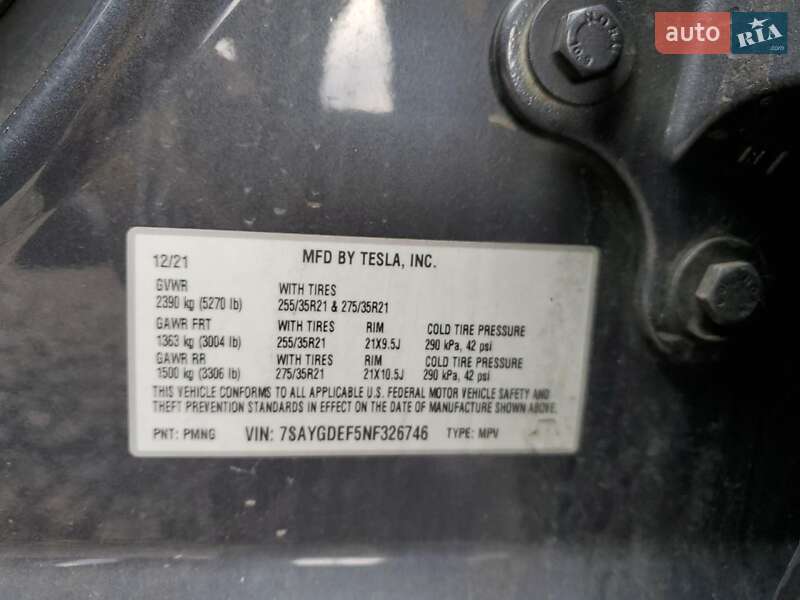 auto RIA.com
12/21 MFD BY TESLA, INC.
GVWR WITH TIRES
2390 kg (5270 lb) 255/35R21 & 275/35R21
GAWR FRT WITH TIRES RIM COLD TIRE PRESSURE
1363 kg (3004 lb) 255/35R21 21X9.5J 290 kPa, 42 psi
GAWR RR WITH TIRES RIM COLD TIRE PRESSURE
1500 kg (3306 lb) 275/35R21 21X10.5J 290 kPa, 42 psi
THIS VEHICLE CONFORMS TO ALL APPLICABLE U.S. FEDERAL MOTOR VEHICLE SAFETY AND
THEFT PREVENTION STANDARDS IN EFFECT ON THE DATE OF MANUFACTURE SHOWN ABOVE.
PNT: PMNG VIN: 7SAYGDEF5NF326746 TYPE: MPV